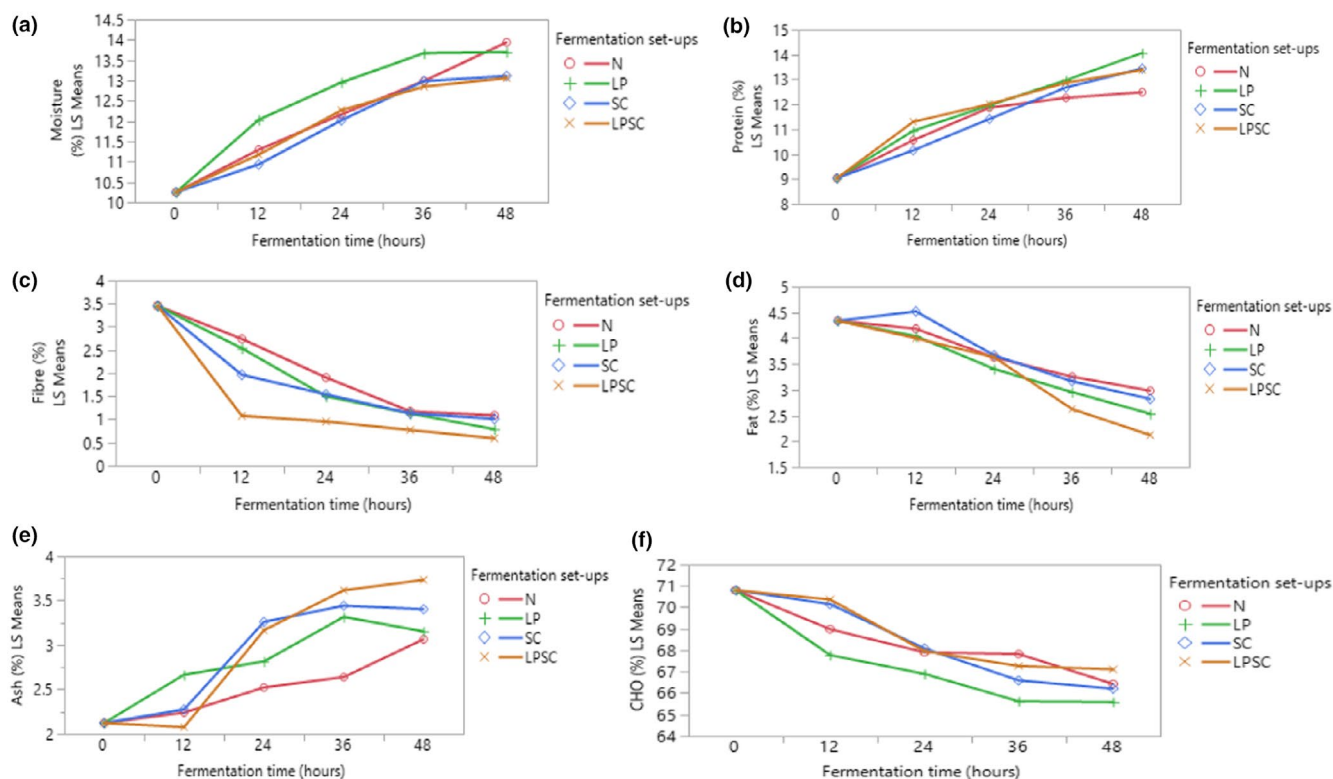 (a)
Moisture
(%) LS Means
14.5
14
13.5
13
12.5
12
11.5
11
10.5
10
0 12 24 36 48
Fermentation time (hours)
Fermentation set-ups
N
LP
SC
LPSC
(b)
Protein (%)
LS Means
15
14
13
12
11
10
9
8
0 12 24 36 48
Fermentation time (hours)
Fermentation set-ups
N
LP
SC
LPSC
(c)
Fibre (%)
LS Means
4
3.5
3
2.5
2
1.5
1
0.5
0
0 12 24 36 48
Fermentation time (hours)
Fermentation set-ups
N
LP
SC
LPSC
(d)
Fat (%) LS Means
5
4.5
4
3.5
3
2.5
2
1.5
0 12 24 36 48
Fermentation time (hours)
Fermentation set-ups
N
LP
SC
LPSC
(e)
Ash (%) LS Means
4
3.5
3
2.5
2
0 12 24 36 48
Fermentation time (hours)
Fermentation set-ups
N
LP
SC
LPSC
(f)
CHO (%) LS Means
72
71
70
69
68
67
66
65
64
0 12 24 36 48
Fermentation time (hours)
Fermentation set-ups
N
LP
SC
LPSC